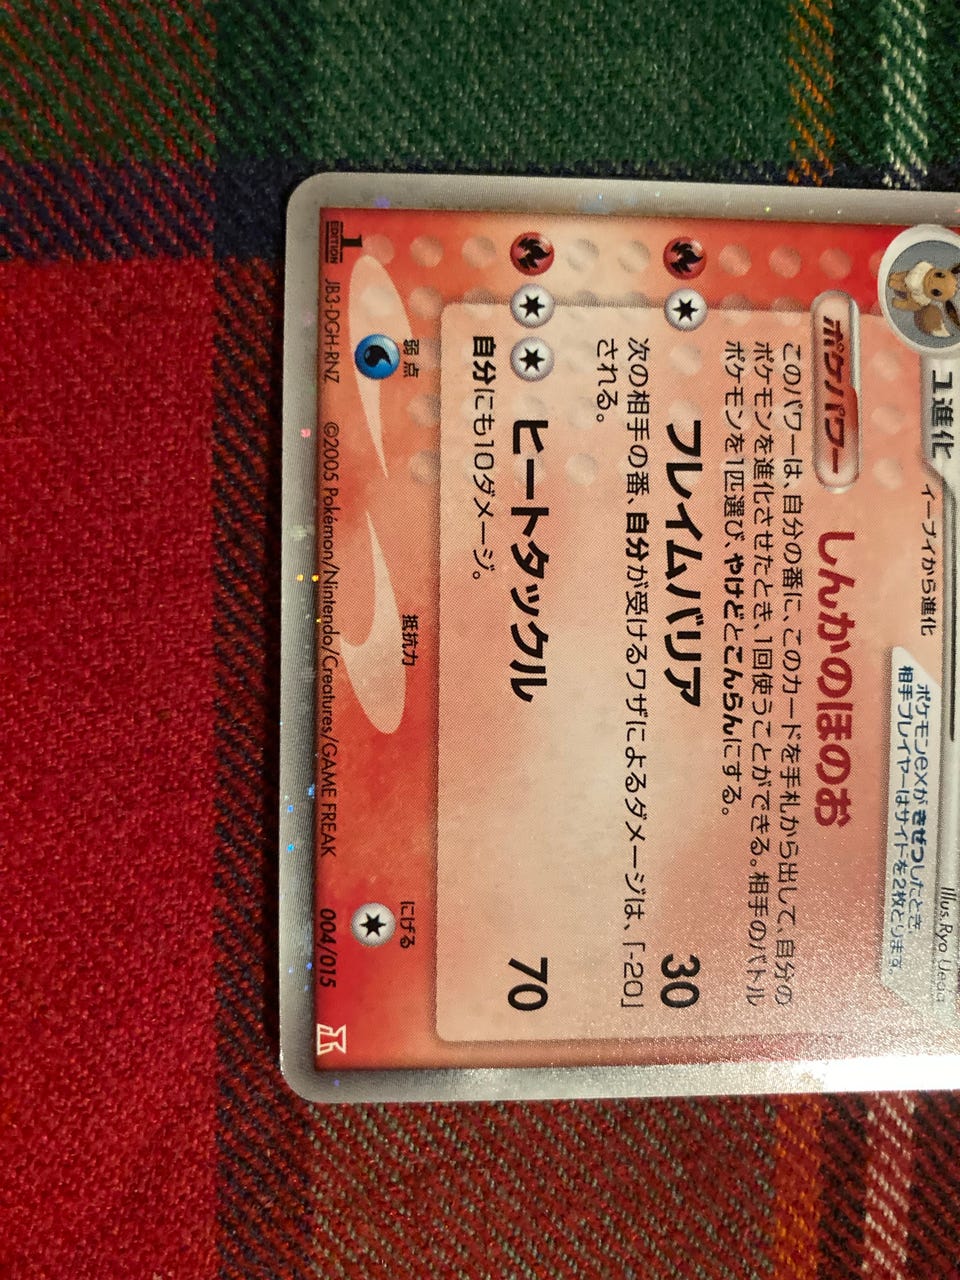 1進化
イーブイから進化
ポケモンexがきぜつしたとき、
相手プレイヤーはサイドを2枚とります。
Illus.Ryo Ueda
ポケパワー しんかのほのお
このパワーは、自分の番に、このカードを手札から出して、自分の
ポケモンを進化させたとき、1回使うことができる。相手のバトル
ポケモンを1匹選び、やけどとこんらんにする。
フレイムバリア 30
次の相手の番、自分が受けるワザによるダメージは、「-20」
される。
ヒートタックル 70
自分にも10ダメージ。
弱点 抵抗力 にげる
1 EDITION JB3-DGH-RNZ ©2005 Pokémon/Nintendo/Creatures/GAME FREAK 004/015